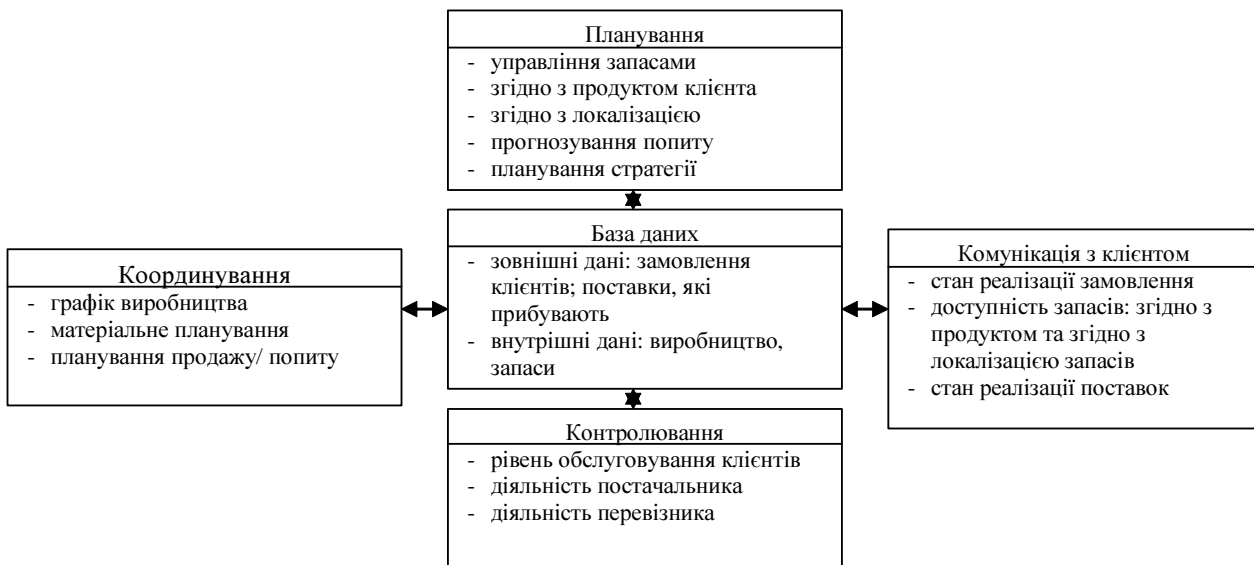 Планування
- управління запасами
- згідно з продуктом клієнта
- згідно з локалізацією
- прогнозування попиту
- планування стратегії
База даних
- зовнішні дані: замовлення
клієнтів; поставки, які
прибувають
- внутрішні дані: виробництво,
запаси
Координування
- графік виробництва
- матеріальне планування
- планування продажу/ попиту
Комунікація з клієнтом
- стан реалізації замовлення
- доступність запасів: згідно з
продуктом та згідно з
локалізацією запасів
- стан реалізації поставок
Контролювання
- рівень обслуговування клієнтів
- діяльність постачальника
- діяльність перевізника